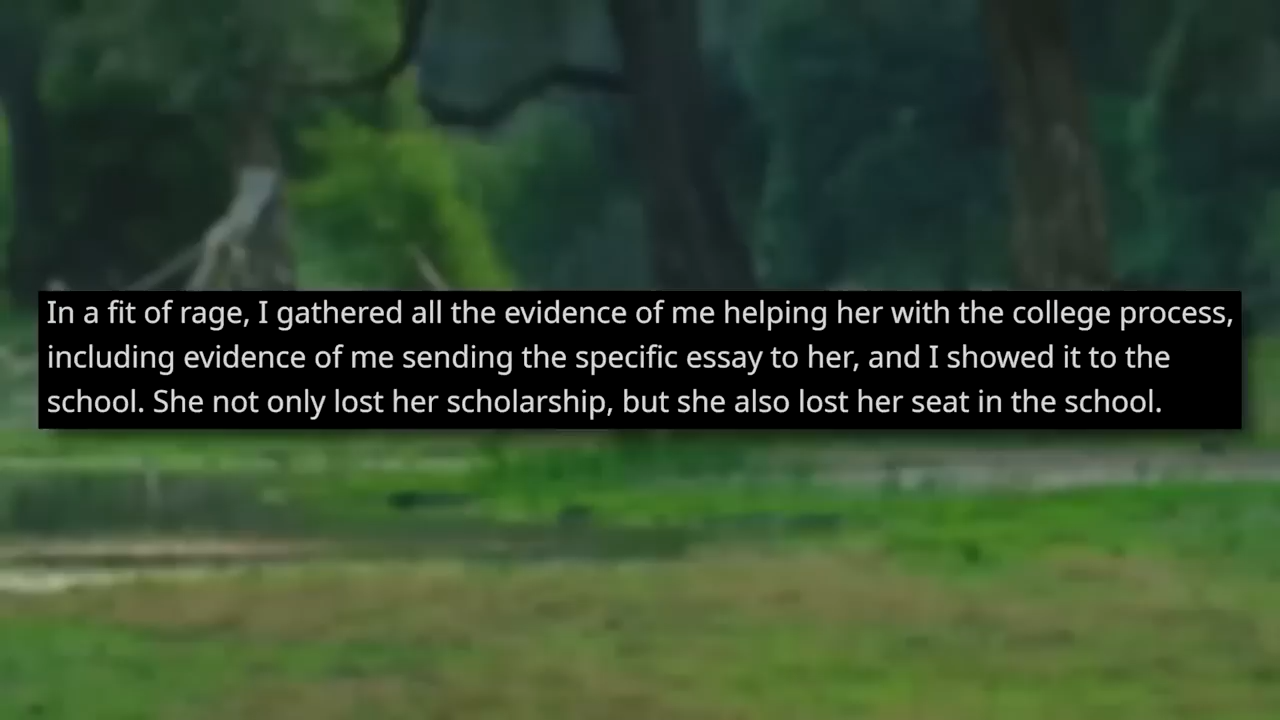 In a fit of rage, I gathered all the evidence of me helping her with the college process,
including evidence of me sending the specific essay to her, and I showed it to the
school. She not only lost her scholarship, but she also lost her seat in the school.